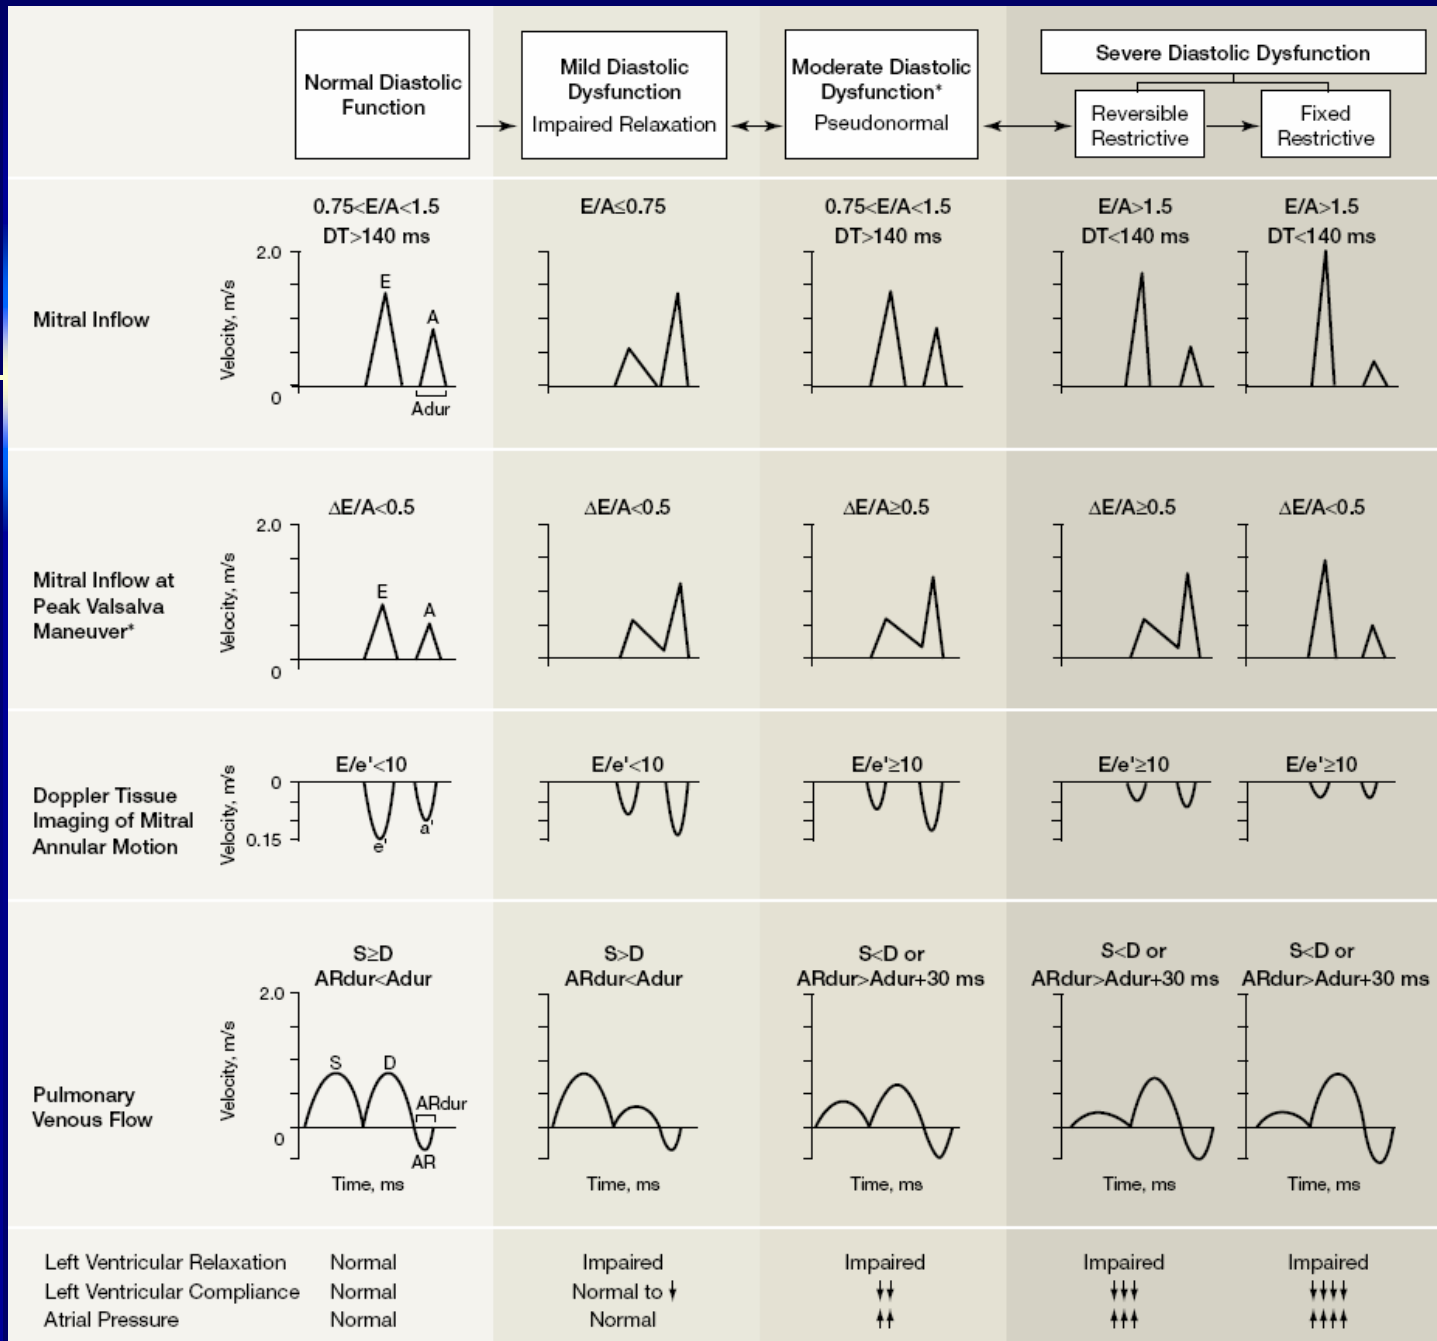 Normal Diastolic
Function
Mild Diastolic
Dysfunction
Impaired Relaxation
Moderate Diastolic
Dysfunction*
Pseudonormal
Severe Diastolic Dysfunction
Reversible
Restrictive
Fixed
Restrictive
Mitral Inflow
Velocity, m/s
2.0
0
0.75<E/A<1.5
DT>140 ms
E
A
Adur
E/A≤0.75
0.75<E/A<1.5
DT>140 ms
E/A>1.5
DT<140 ms
E/A>1.5
DT<140 ms
Mitral Inflow at
Peak Valsalva
Maneuver*
Velocity, m/s
2.0
0
ΔE/A<0.5
E
A
ΔE/A<0.5
ΔE/A≥0.5
ΔE/A≥0.5
ΔE/A<0.5
Doppler Tissue
Imaging of Mitral
Annular Motion
Velocity, m/s
0
0.15
E/e'<10
e'
a'
E/e'<10
E/e'≥10
E/e'≥10
E/e'≥10
Pulmonary
Venous Flow
Velocity, m/s
2.0
0
S≥D
ARdur<Adur
S
D
ARdur
AR
Time, ms
S>D
ARdur<Adur
Time, ms
S<D or
ARdur>Adur+30 ms
Time, ms
S<D or
ARdur>Adur+30 ms
Time, ms
S<D or
ARdur>Adur+30 ms
Time, ms
Left Ventricular Relaxation Normal Impaired Impaired Impaired Impaired
Left Ventricular Compliance Normal Normal to ↓ ↓↓ ↓↓↓ ↓↓↓↓
Atrial Pressure Normal Normal ↑↑ ↑↑↑ ↑↑↑↑